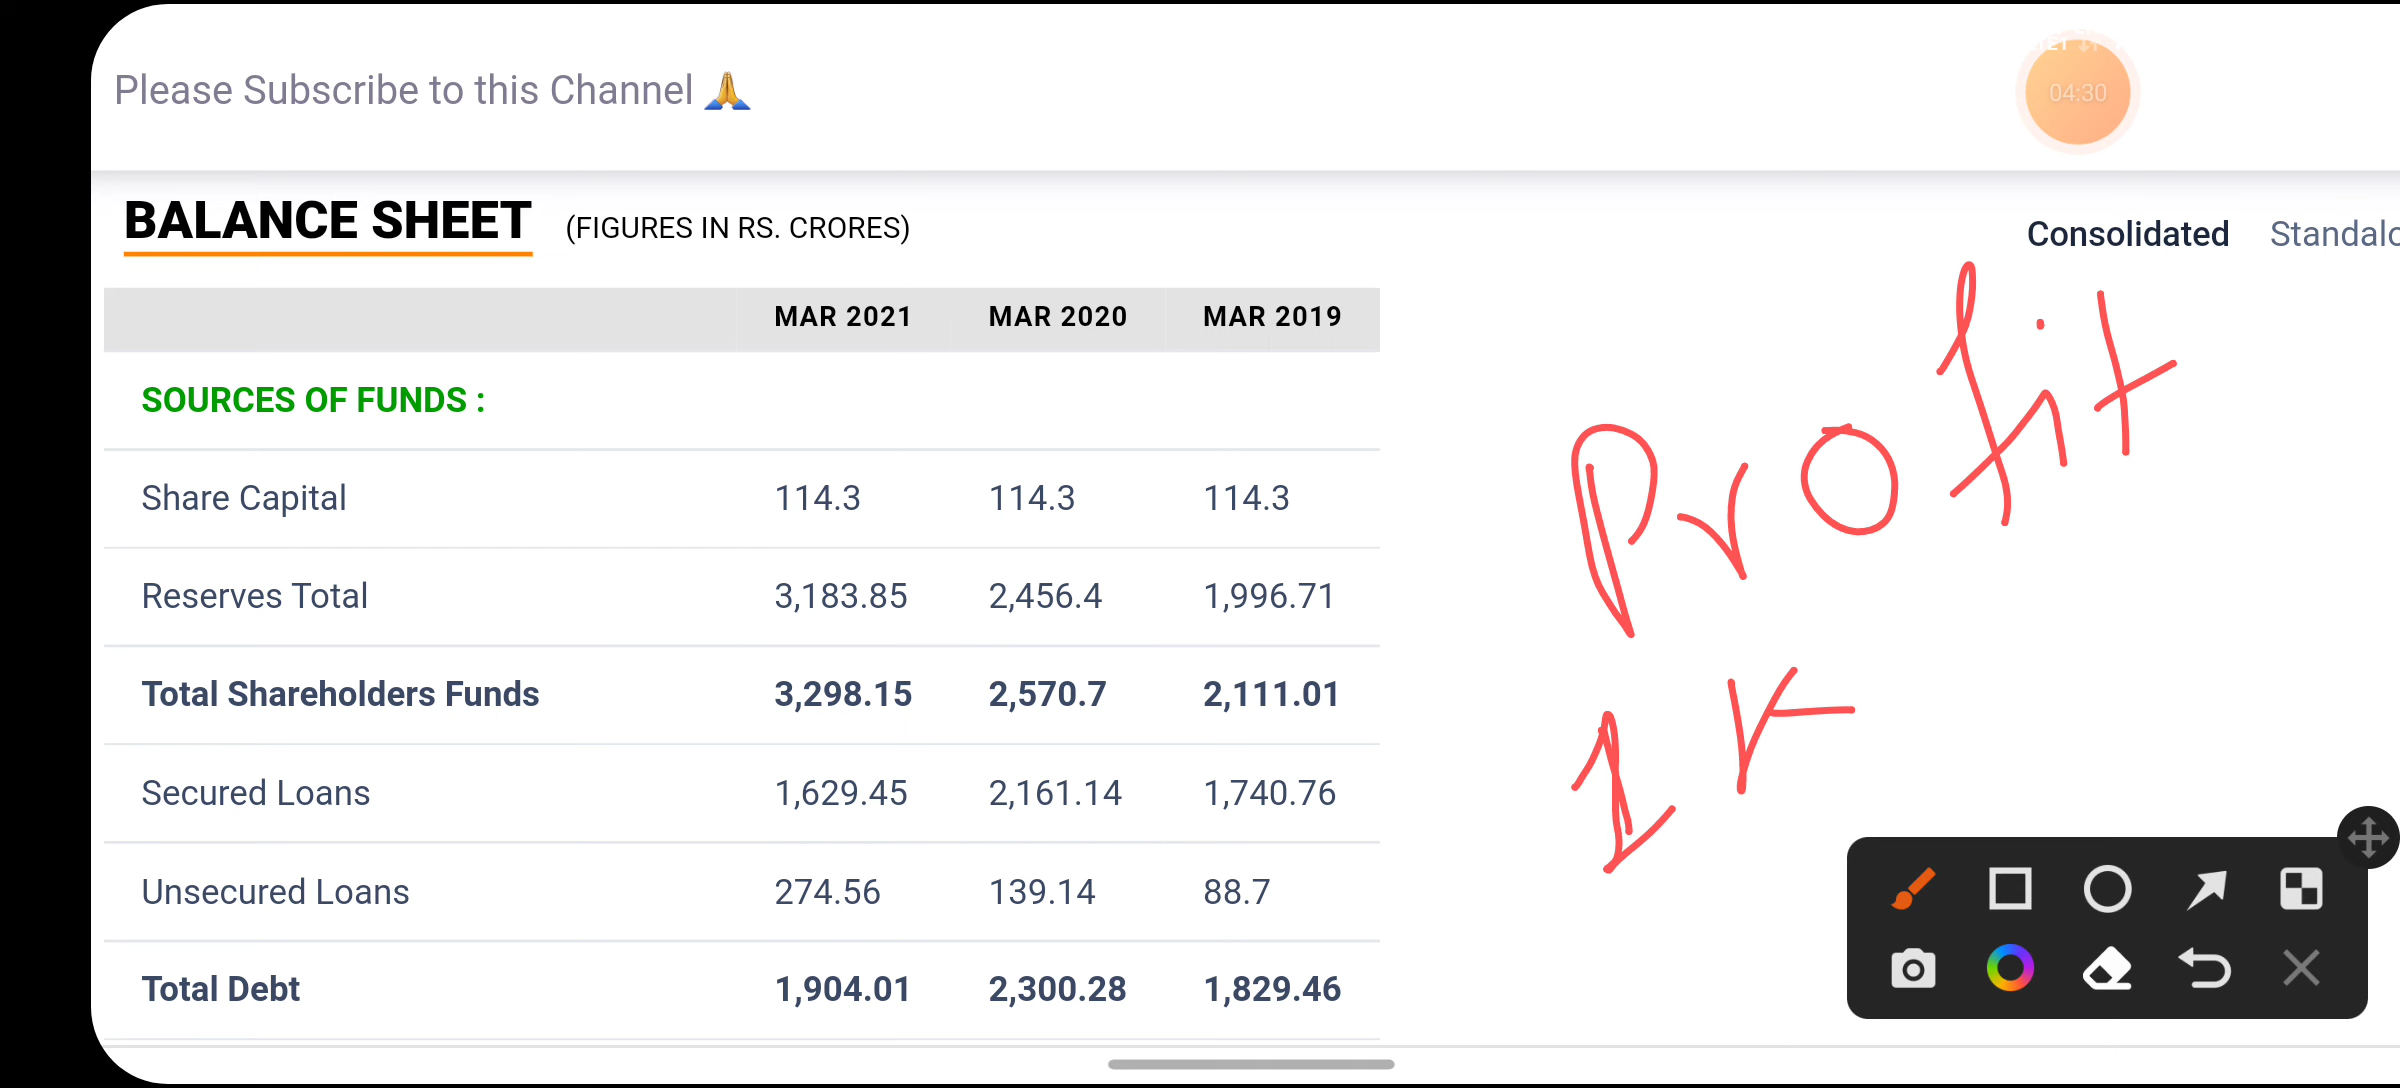 Please Subscribe to this Channel 🙏
04:30
BALANCE SHEET (FIGURES IN RS. CRORES)
Consolidated Standalo
MAR 2021 MAR 2020 MAR 2019
SOURCES OF FUNDS :
Share Capital 114.3 114.3 114.3
Reserves Total 3,183.85 2,456.4 1,996.71
Total Shareholders Funds 3,298.15 2,570.7 2,111.01
Secured Loans 1,629.45 2,161.14 1,740.76
Unsecured Loans 274.56 139.14 88.7
Total Debt 1,904.01 2,300.28 1,829.46
Profit
1 r